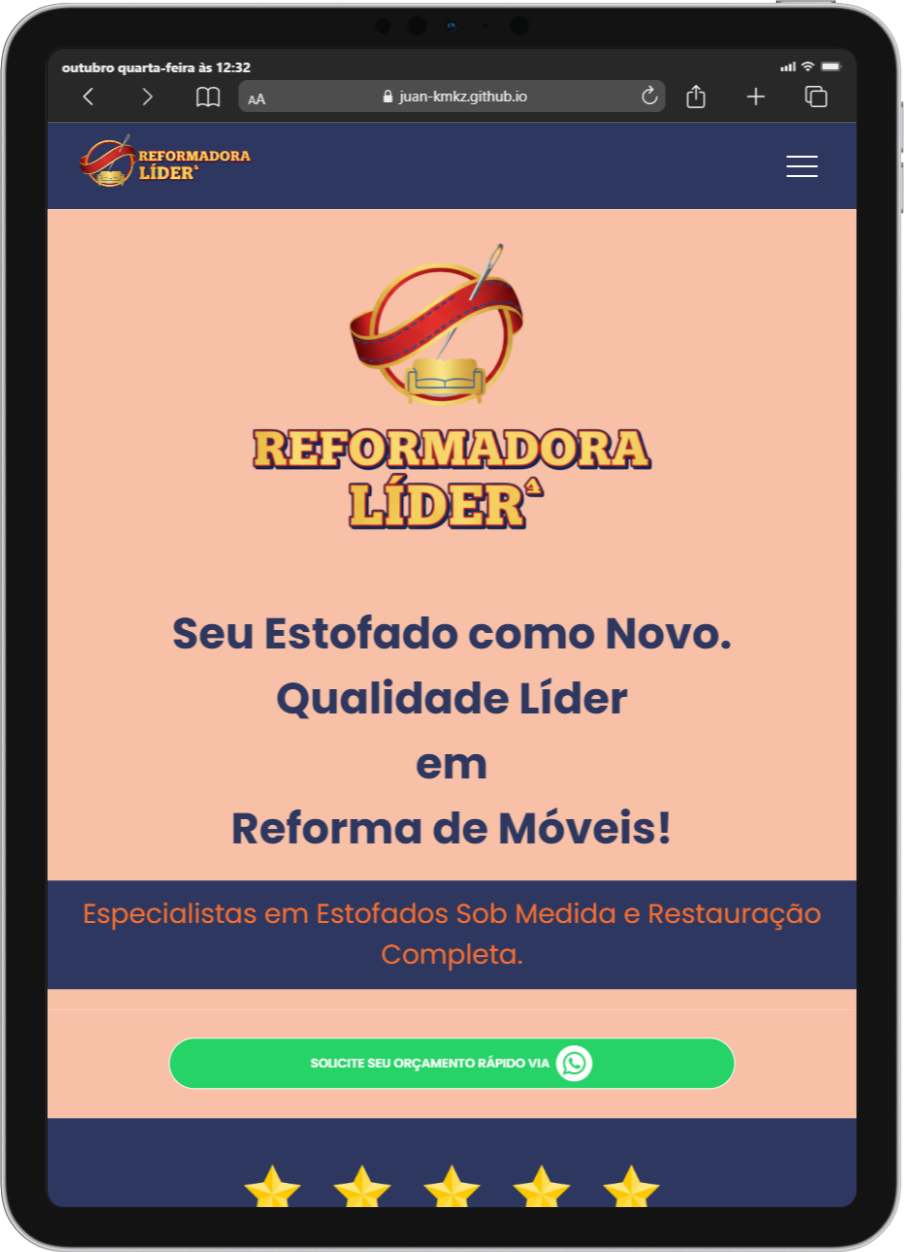 outubro quarta-feira às 12:32
AA
juan-kmkz.github.io
REFORMADORA
LÍDER
REFORMADORA
LÍDER
Seu Estofado como Novo.
Qualidade Líder
em
Reforma de Móveis!
Especialistas em Estofados Sob Medida e Restauração
Completa.
SOLICITE SEU ORÇAMENTO RÁPIDO VIA